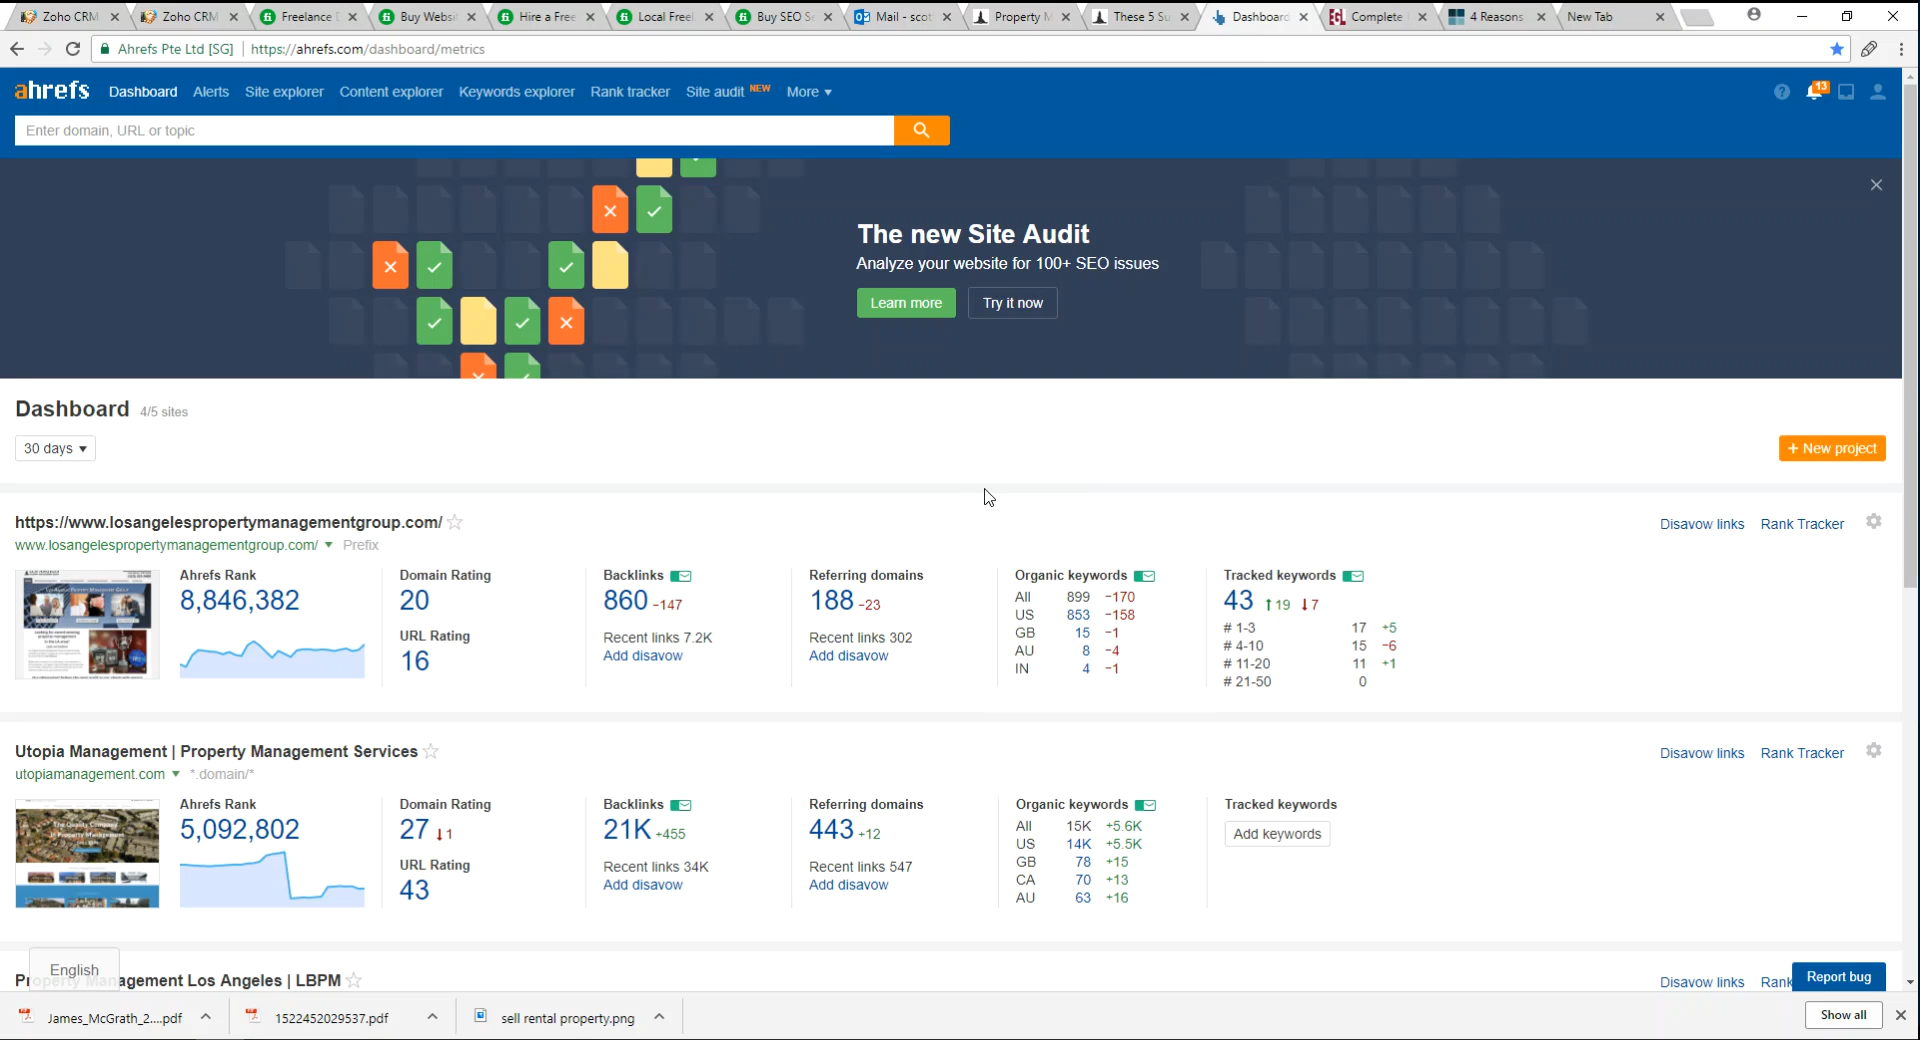 Zoho CRM
Zoho CRM
Freelance
Buy Websi
Hire a Free
Local Free
Buy SEO S
Mail - scot
Property M
These 5 Su
Dashboard
Complete
4 Reasons
New Tab
Ahrefs Pte Ltd [SG] https://ahrefs.com/dashboard/metrics
ahrefs Dashboard Alerts Site explorer Content explorer Keywords explorer Rank tracker Site audit NEW More 13
Enter domain, URL or topic
The new Site Audit
Analyze your website for 100+ SEO issues
Learn more Try it now
Dashboard 4/5 sites
30 days
+ New project
https://www.losangelespropertymanagementgroup.com/
Disavow links Rank Tracker
www.losangelespropertymanagementgroup.com/ Prefix
Ahrefs Rank
8,846,382
Domain Rating
20
URL Rating
16
Backlinks
860 -147
Recent links 7.2K
Add disavow
Referring domains
188 -23
Recent links 302
Add disavow
Organic keywords
All 899 -170
US 853 -158
GB 15 -1
AU 8 -4
IN 4 -1
Tracked keywords
43 ↑19 ↓7
# 1-3 17 +5
# 4-10 15 -6
# 11-20 11 +1
# 21-50 0
Utopia Management | Property Management Services
Disavow links Rank Tracker
utopiamanagement.com *.domain/*
Ahrefs Rank
5,092,802
Domain Rating
27 ↓1
URL Rating
43
Backlinks
21K +455
Recent links 34K
Add disavow
Referring domains
443 +12
Recent links 547
Add disavow
Organic keywords
All 15K +5.6K
US 14K +5.5K
GB 78 +15
CA 70 +13
AU 63 +16
Tracked keywords
Add keywords
English
agement Los Angeles | LBPM
Disavow links Rank
Report bug
James_McGrath_2....pdf
1522452029537.pdf
sell rental property.png
Show all